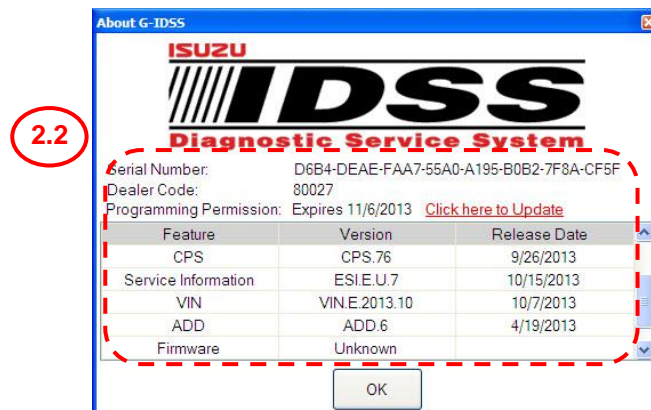 About G-IDSS
ISUZU
IDSS
Diagnostic Service System
2.2
Serial Number: D6B4-DEAE-FAA7-55A0-A195-B0B2-7F8A-CF5F
Dealer Code: 80027
Programming Permission: Expires 11/6/2013 Click here to Update
Feature Version Release Date
CPS CPS.76 9/26/2013
Service Information ESI.E.U.7 10/15/2013
VIN VIN.E.2013.10 10/7/2013
ADD ADD.6 4/19/2013
Firmware Unknown
OK